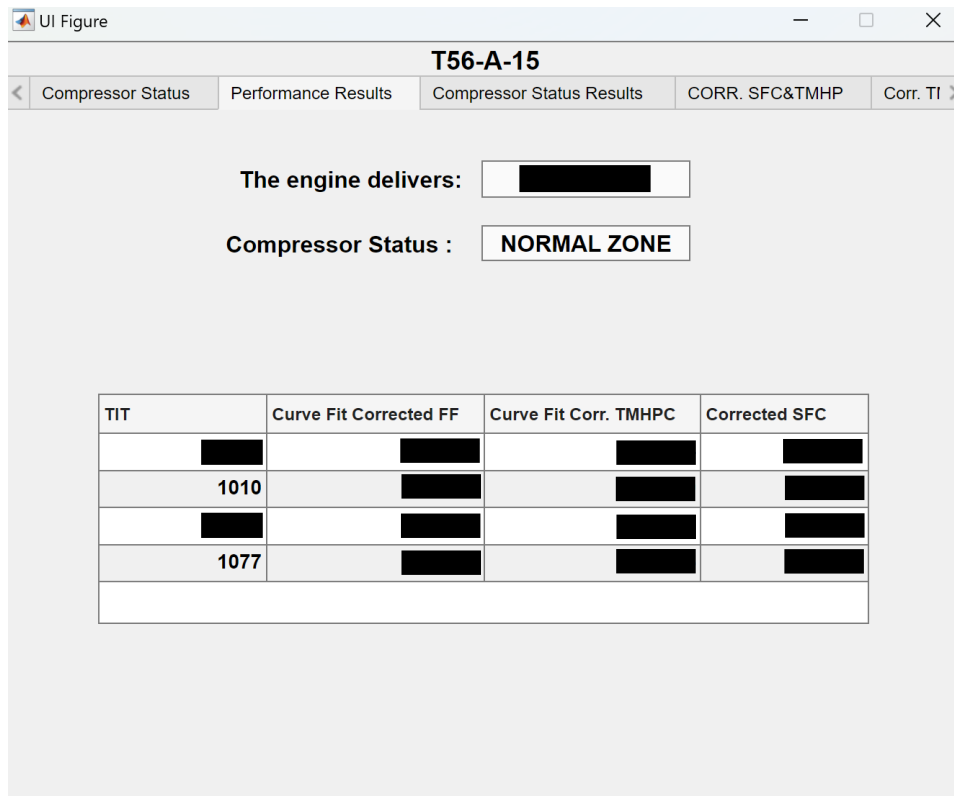 UI Figure
T56-A-15
Compressor Status Performance Results Compressor Status Results CORR. SFC&TMHP Corr.
The engine delivers:
Compressor Status : NORMAL ZONE
TIT Curve Fit Corrected FF Curve Fit Corr. TMHPC Corrected SFC
1010
1077